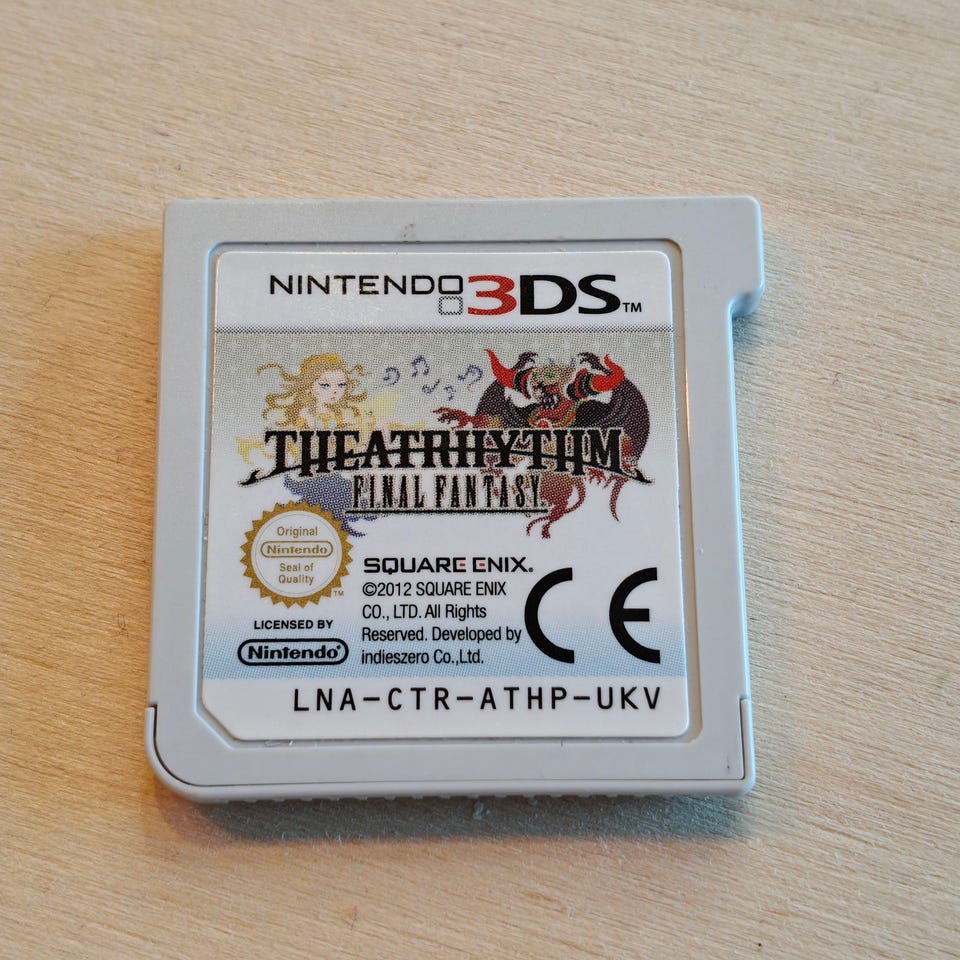 NINTENDO 3DS™
THEATRHYTHM
FINAL FANTASY
Original
Nintendo
Seal of
Quality
TM
LICENSED BY
Nintendo®
SQUARE ENIX®
©2012 SQUARE ENIX
CO., LTD. All Rights
Reserved. Developed by
indieszero Co.,Ltd.
CE
LNA-CTR-ATHP-UKV